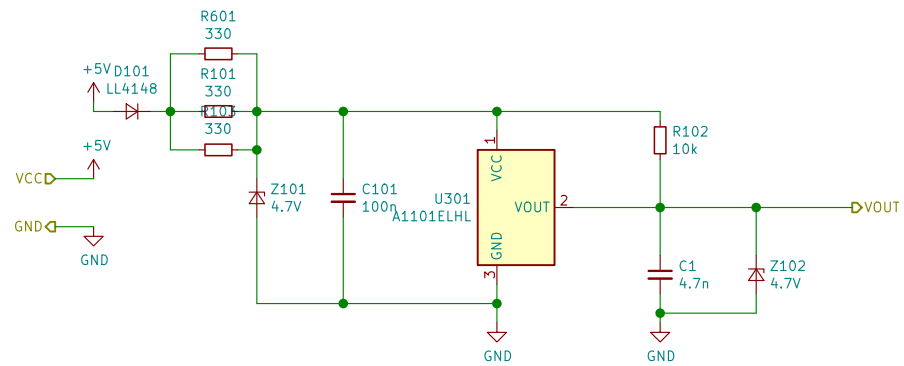 R601
330
+5V
D101
LL4148
R101
330
R103
330
+5V
VCC
GND
GND
Z101
4.7V
C101
100n
U301
A1101ELHL
1
VCC
VOUT
2
GND
3
GND
R102
10k
VOUT
C1
4.7n
Z102
4.7V
GND